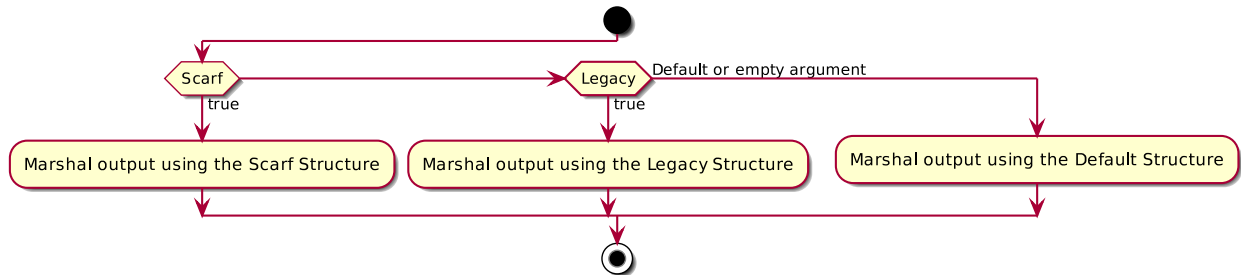 Scarf
Legacy
Default or empty argument
true
true
Marshal output using the Scarf Structure
Marshal output using the Legacy Structure
Marshal output using the Default Structure